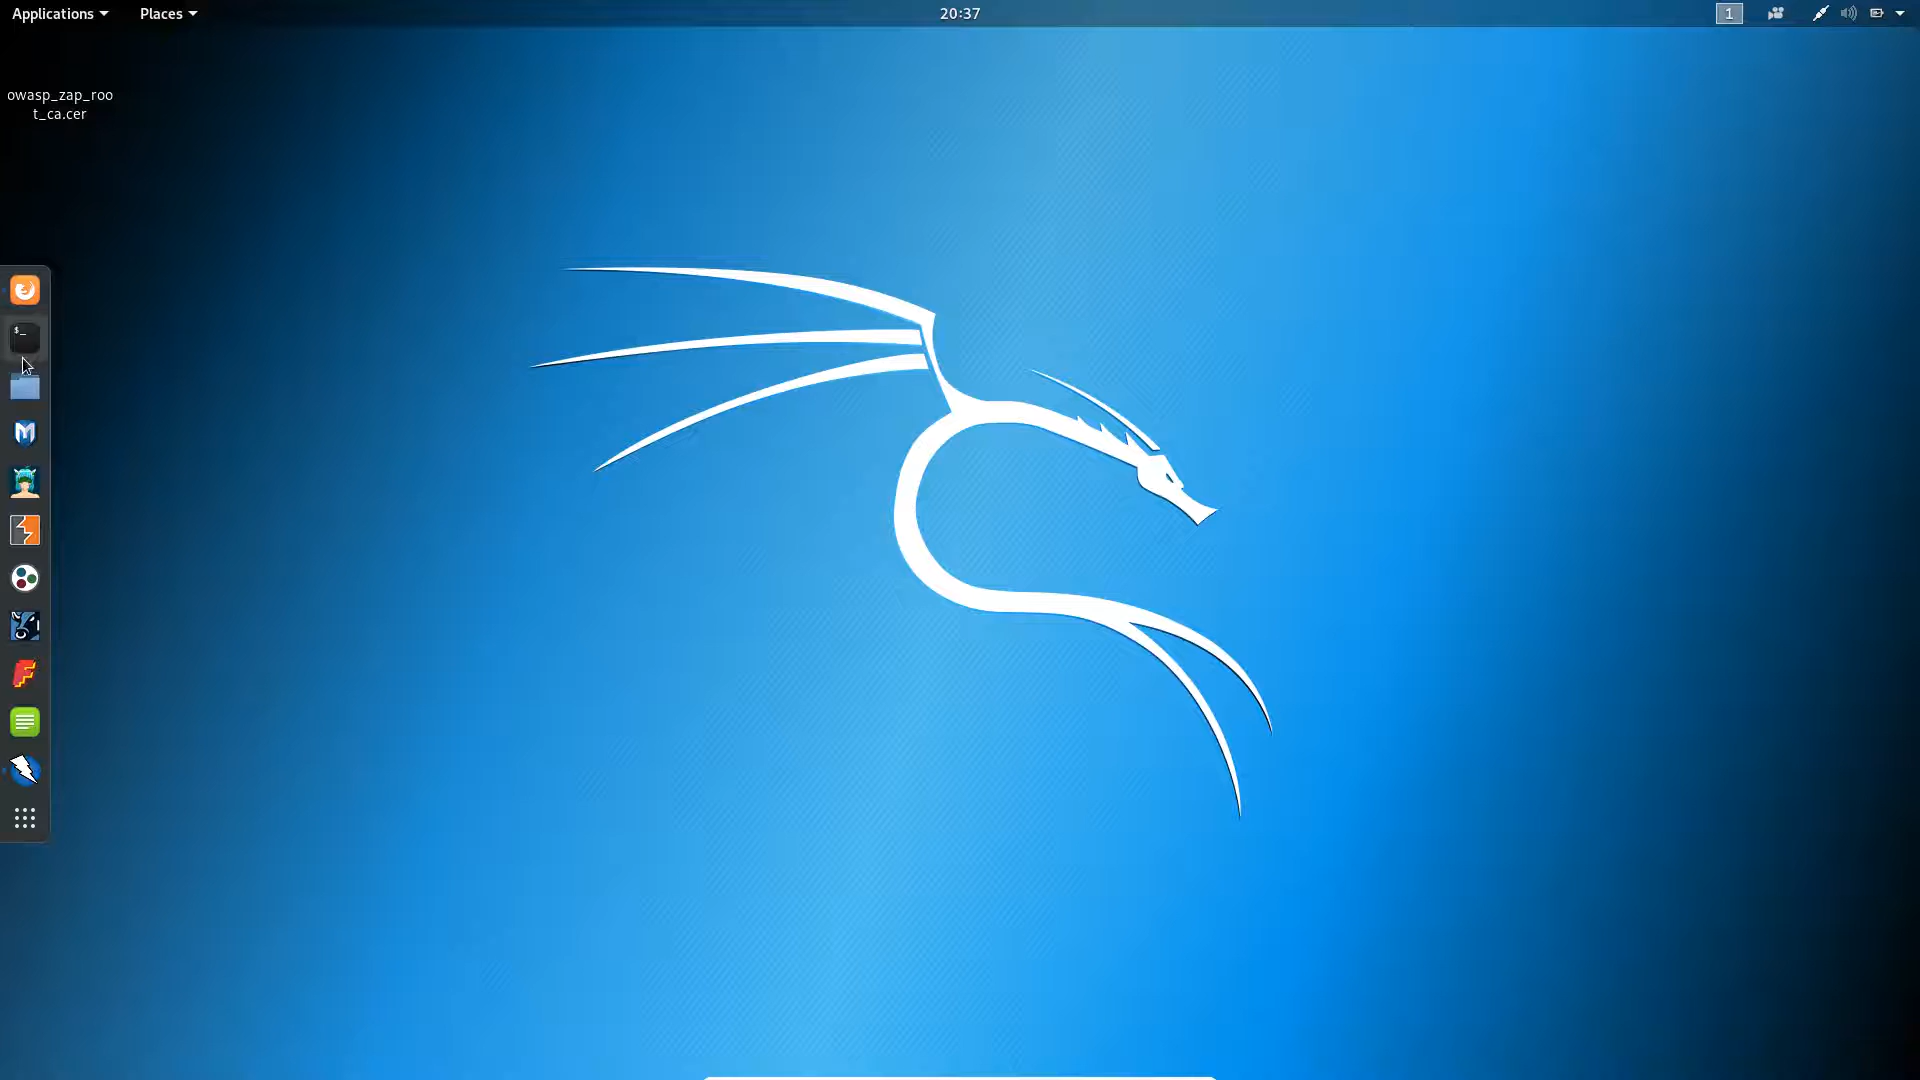 Applications
Places
20:37
1
owasp_zap_roo
t_ca.cer
$_